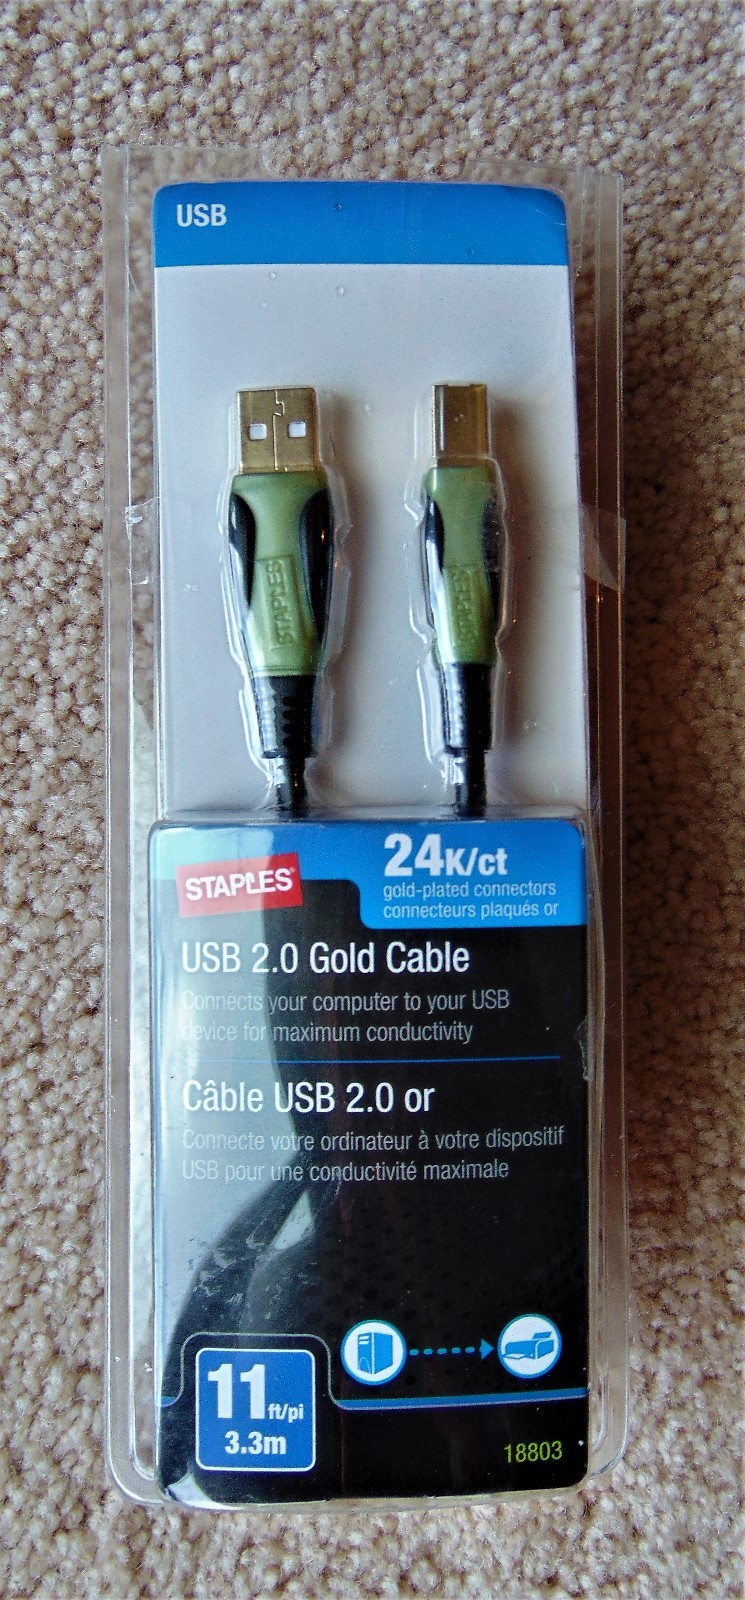 USB
STAPLES
STAPLES
24K/ct
gold-plated connectors
connecteurs plaqués or
STAPLES
USB 2.0 Gold Cable
Connects your computer to your USB
device for maximum conductivity
Câble USB 2.0 or
Connecte votre ordinateur à votre dispositif
USB pour une conductivité maximale
11 ft/pi
3.3m
18803